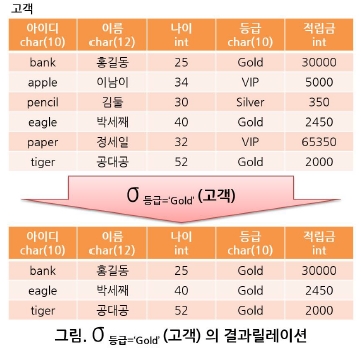 고객
아이디 이름 나이 등급 적립금
char(10) char(12) int char(10) int
bank 홍길동 25 Gold 30000
apple 이남이 34 VIP 5000
pencil 김둘 30 Silver 350
eagle 박세째 40 Gold 2450
paper 정세일 32 VIP 65350
tiger 공대공 52 Gold 2000
σ 등급='Gold' (고객)
아이디 이름 나이 등급 적립금
char(10) char(12) int char(10) int
bank 홍길동 25 Gold 30000
eagle 박세째 40 Gold 2450
tiger 공대공 52 Gold 2000
그림. σ 등급='Gold' (고객) 의 결과릴레이션